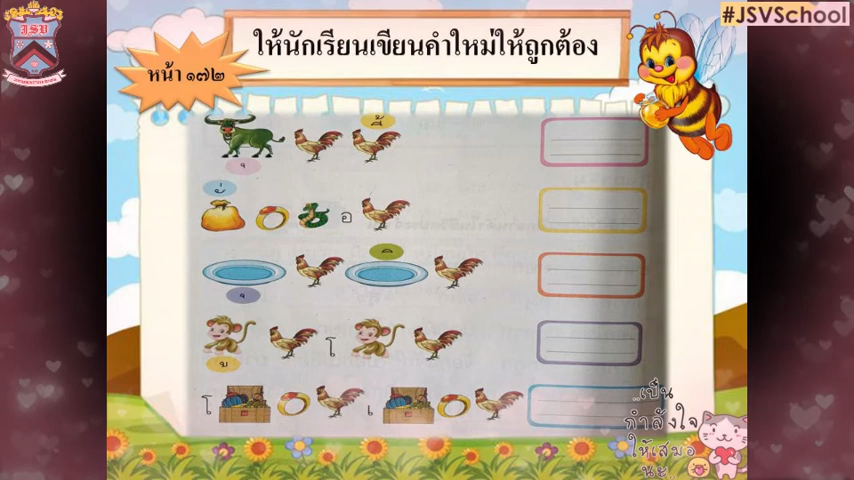 #JSVSchool
JSV
ให้นักเรียนเขียนคำใหม่ให้ถูกต้อง
หน้า ๑๗๒
อ
โ
โ
เ
..เป็น
กำลังใจ
ให้เสมอ
นะ..